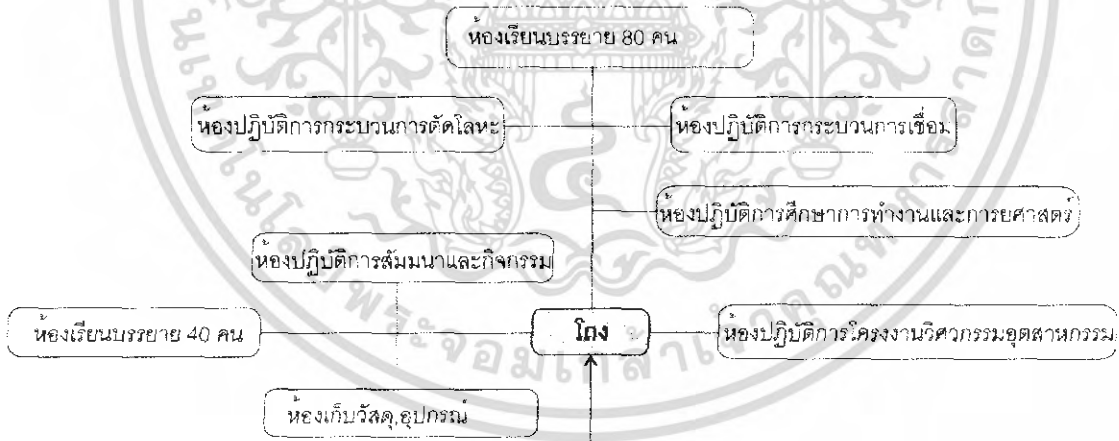 ห้องเรียนบรรยาย 80 คน
ห้องปฏิบัติการกระบวนการตัดโลหะ
ห้องปฏิบัติการกระบวนการเชื่อม
ห้องปฏิบัติการศึกษาการทำงานและการยศาสตร์
ห้องปฏิบัติการสัมมนาและกิจกรรม
ห้องเรียนบรรยาย 40 คน
โถง
ห้องปฏิบัติการโครงงานวิศวกรรมอุตสาหกรรม
ห้องเก็บวัสดุ,อุปกรณ์